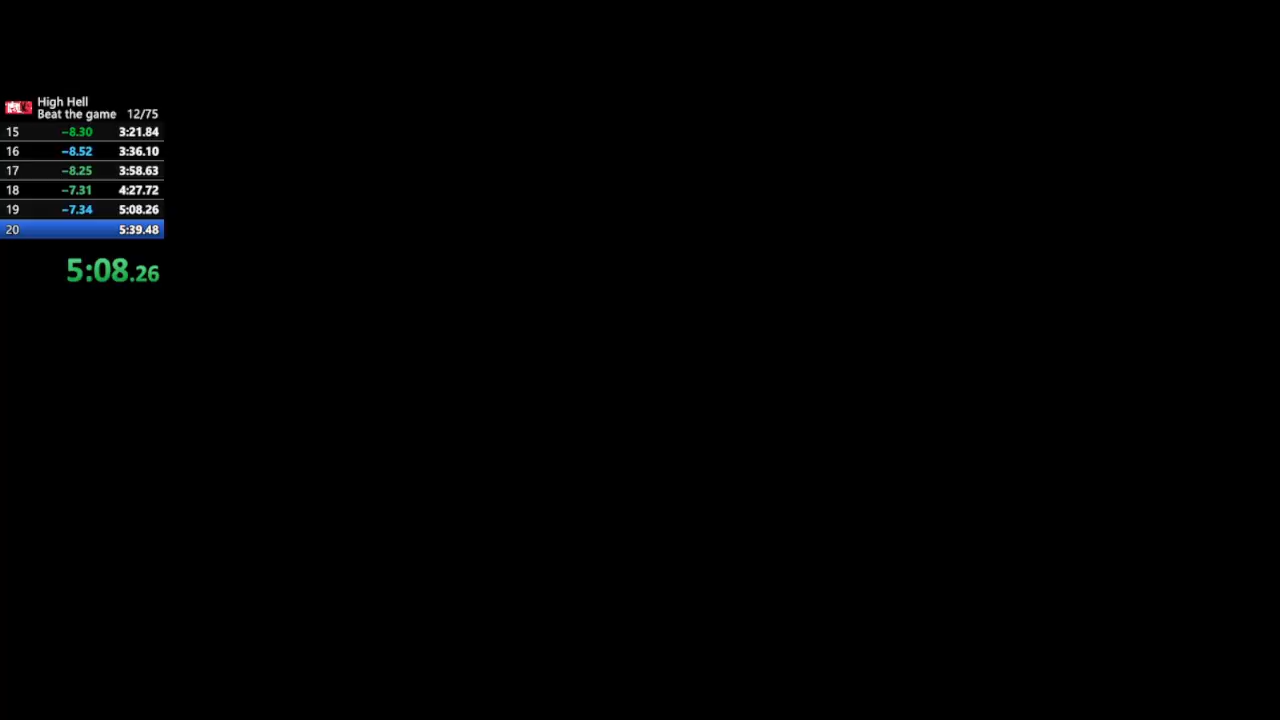 High Hell
Beat the game 12/75
15 −8.30 3:21.84
16 −8.52 3:36.10
17 −8.25 3:58.63
18 −7.31 4:27.72
19 −7.34 5:08.26
20 5:39.48
5:08.26